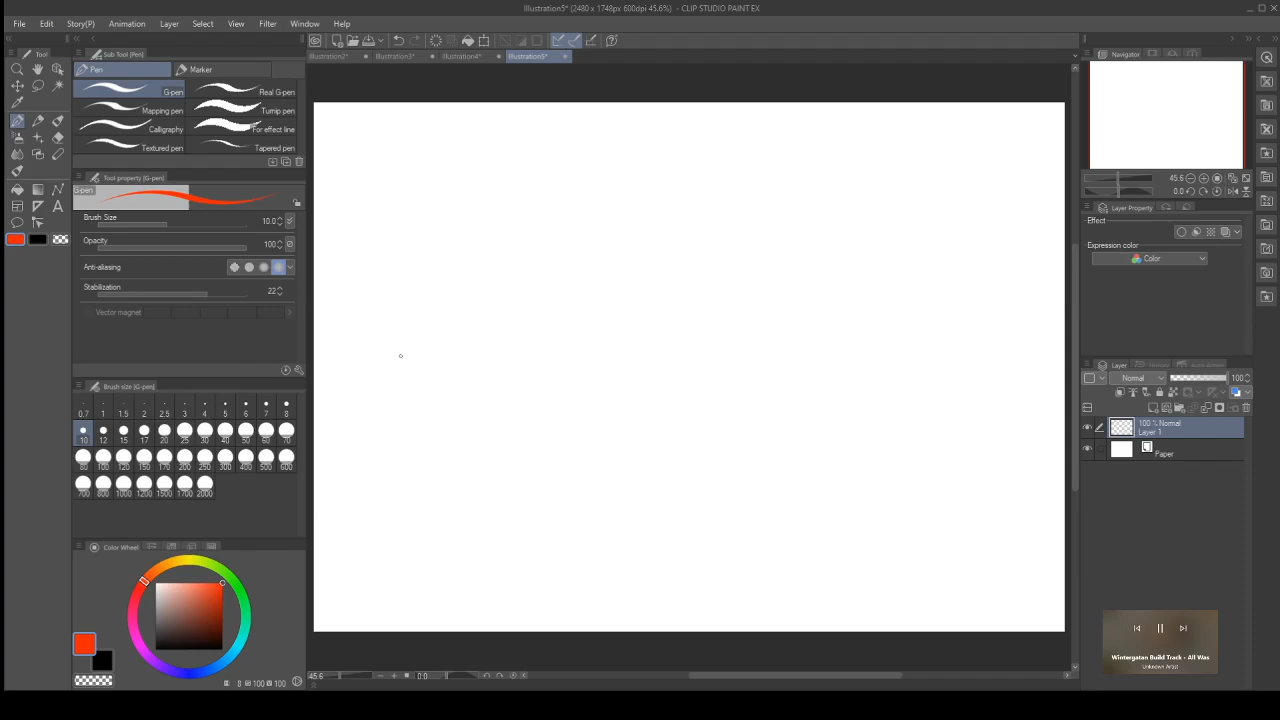 Illustration5* (2480 x 1748px 600dpi 45.6%) - CLIP STUDIO PAINT EX
File Edit Story(P) Animation Layer Select View Filter Window Help
Tool
Sub Tool [Pen]
Illustration2* Illustration3* Illustration4* Illustration5*
Navigator
Pen Marker
G-pen Real G-pen
Mapping pen Turnip pen
Calligraphy For effect line
Textured pen Tapered pen
Tool property [G-pen]
45.6
G-pen
0.0
Layer Property
Brush Size 10.0
Effect
Opacity 100
Expression color
Color
Anti-aliasing
Stabilization 22
Vector magnet
Layer
Normal 100
Brush size [G-pen]
0.7 1 1.5 2 2.5 3 4 5 6 7 8
10 12 15 17 20 25 30 40 50 60 70
80 100 120 150 170 200 250 300 400 500 600
700 800 1000 1200 1500 1700 2000
100 % Normal
Layer 1
Paper
Color Wheel
8 100 100
45.6 0.0
Wintergatan Build Track - All Was
Unknown Artist